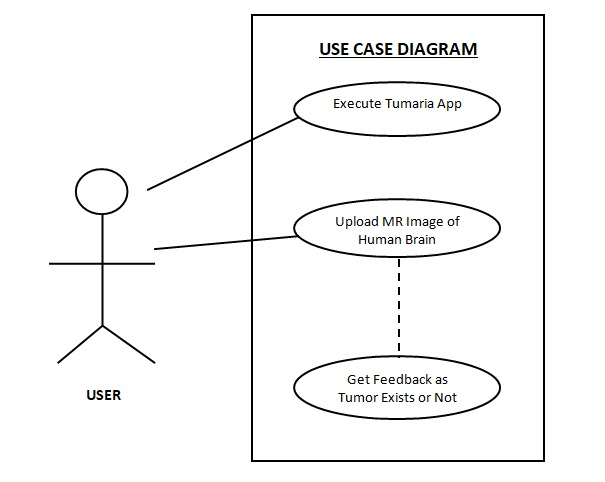 USE CASE DIAGRAM
Execute Tumaria App
Upload MR Image of
Human Brain
Get Feedback as
Tumor Exists or Not
USER